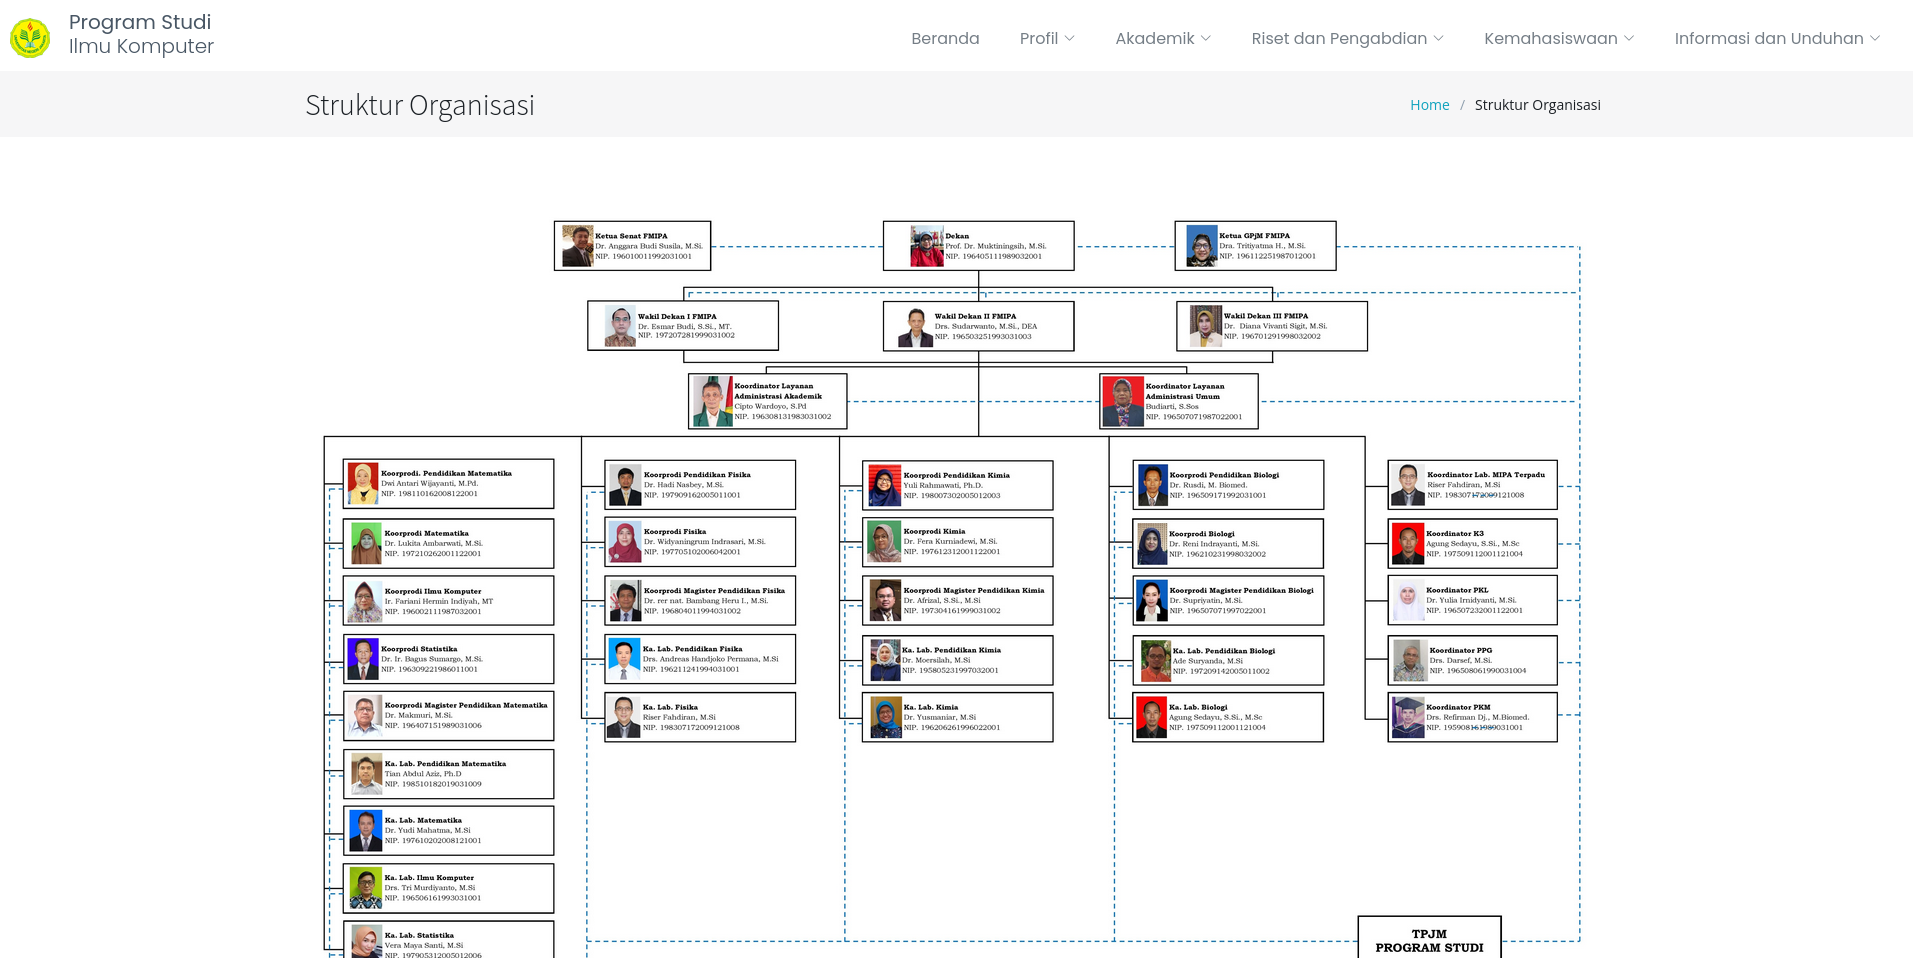 Program Studi
Ilmu Komputer
Beranda
Profil
Akademik
Riset dan Pengabdian
Kemahasiswaan
Informasi dan Unduhan
Struktur Organisasi
Home / Struktur Organisasi
Ketua Senat FMIPA
Dr. Anggara Budi Susila, M.Si.
NIP. 196010011992031001
Dekan
Prof. Dr. Muktiningsih, M.Si.
NIP. 196405111989032001
Ketua GPjM FMIPA
Dra. Tritiyatma H., M.Si.
NIP. 196112251987012001
Wakil Dekan I FMIPA
Dr. Esmar Budi, S.Si., MT.
NIP. 197207281999031002
Wakil Dekan II FMIPA
Drs. Sudarwanto, M.Si., DEA
NIP. 196503251993031003
Wakil Dekan III FMIPA
Dr. Diana Vivanti Sigit, M.Si.
NIP. 196701291998032002
Koordinator Layanan
Administrasi Akademik
Cipto Wardoyo, S.Pd
NIP. 196308131983031002
Koordinator Layanan
Administrasi Umum
Budiarti, S.Sos
NIP. 196507071987022001
Koorprodi. Pendidikan Matematika
Dwi Antari Wijayanti, M.Pd.
NIP. 198110162008122001
Koorprodi Matematika
Dr. Lukita Ambarwati, M.Si.
NIP. 197210262001122001
Koorprodi Ilmu Komputer
Ir. Fariani Hermin Indiyah, MT
NIP. 196002111987032001
Koorprodi Statistika
Dr. Ir. Bagus Sumargo, M.Si.
NIP. 196309221986011001
Koorprodi Magister Pendidikan Matematika
Dr. Makmuri, M.Si.
NIP. 196407151989031006
Ka. Lab. Pendidikan Matematika
Tian Abdul Aziz, Ph.D
NIP. 198510182019031009
Ka. Lab. Matematika
Dr. Yudi Mahatma, M.Si
NIP. 197610202008121001
Ka. Lab. Ilmu Komputer
Drs. Tri Murdiyanto, M.Si
NIP. 196506161993031001
Ka. Lab. Statistika
Vera Maya Santi, M.Si
NIP. 197905312005012006
Koorprodi Pendidikan Fisika
Dr. Hadi Nasbey, M.Si.
NIP. 197909162005011001
Koorprodi Fisika
Dr. Widyaningrum Indrasari, M.Si.
NIP. 197705102006042001
Koorprodi Magister Pendidikan Fisika
Dr. rer nat. Bambang Heru I., M.Si.
NIP. 196804011994031002
Ka. Lab. Pendidikan Fisika
Drs. Andreas Handjoko Permana, M.Si
NIP. 196211241994031001
Ka. Lab. Fisika
Riser Fahdiran, M.Si
NIP. 198307172009121008
Koorprodi Pendidikan Kimia
Yuli Rahmawati, Ph.D.
NIP. 198007302005012003
Koorprodi Kimia
Dr. Fera Kurniadewi, M.Si.
NIP. 197612312001122001
Koorprodi Magister Pendidikan Kimia
Dr. Afrizal, S.Si., M.Si
NIP. 197304161999031002
Ka. Lab. Pendidikan Kimia
Dr. Moersilah, M.Si
NIP. 195805231997032001
Ka. Lab. Kimia
Dr. Yusmaniar, M.Si
NIP. 196206261996022001
Koorprodi Pendidikan Biologi
Dr. Rusdi, M. Biomed.
NIP. 196509171992031001
Koorprodi Biologi
Dr. Reni Indrayanti, M.Si.
NIP. 196210231998032002
Koorprodi Magister Pendidikan Biologi
Dr. Supriyatin, M.Si.
NIP. 196507071997022001
Ka. Lab. Pendidikan Biologi
Ade Suryanda, M.Si
NIP. 197209142005011002
Ka. Lab. Biologi
Agung Sedayu, S.Si., M.Sc
NIP. 197509112001121004
Koordinator Lab. MIPA Terpadu
Riser Fahdiran, M.Si
NIP. 198307172009121008
Koordinator K3
Agung Sedayu, S.Si., M.Sc
NIP. 197509112001121004
Koordinator PKL
Dr. Yulia Irnidyanti, M.Si.
NIP. 196507232001122001
Koordinator PPG
Drs. Darsef, M.Si.
NIP. 196508061990031004
Koordinator PKM
Drs. Refirman Dj., M.Biomed.
NIP. 195908161989031001
TPJM
PROGRAM STUDI